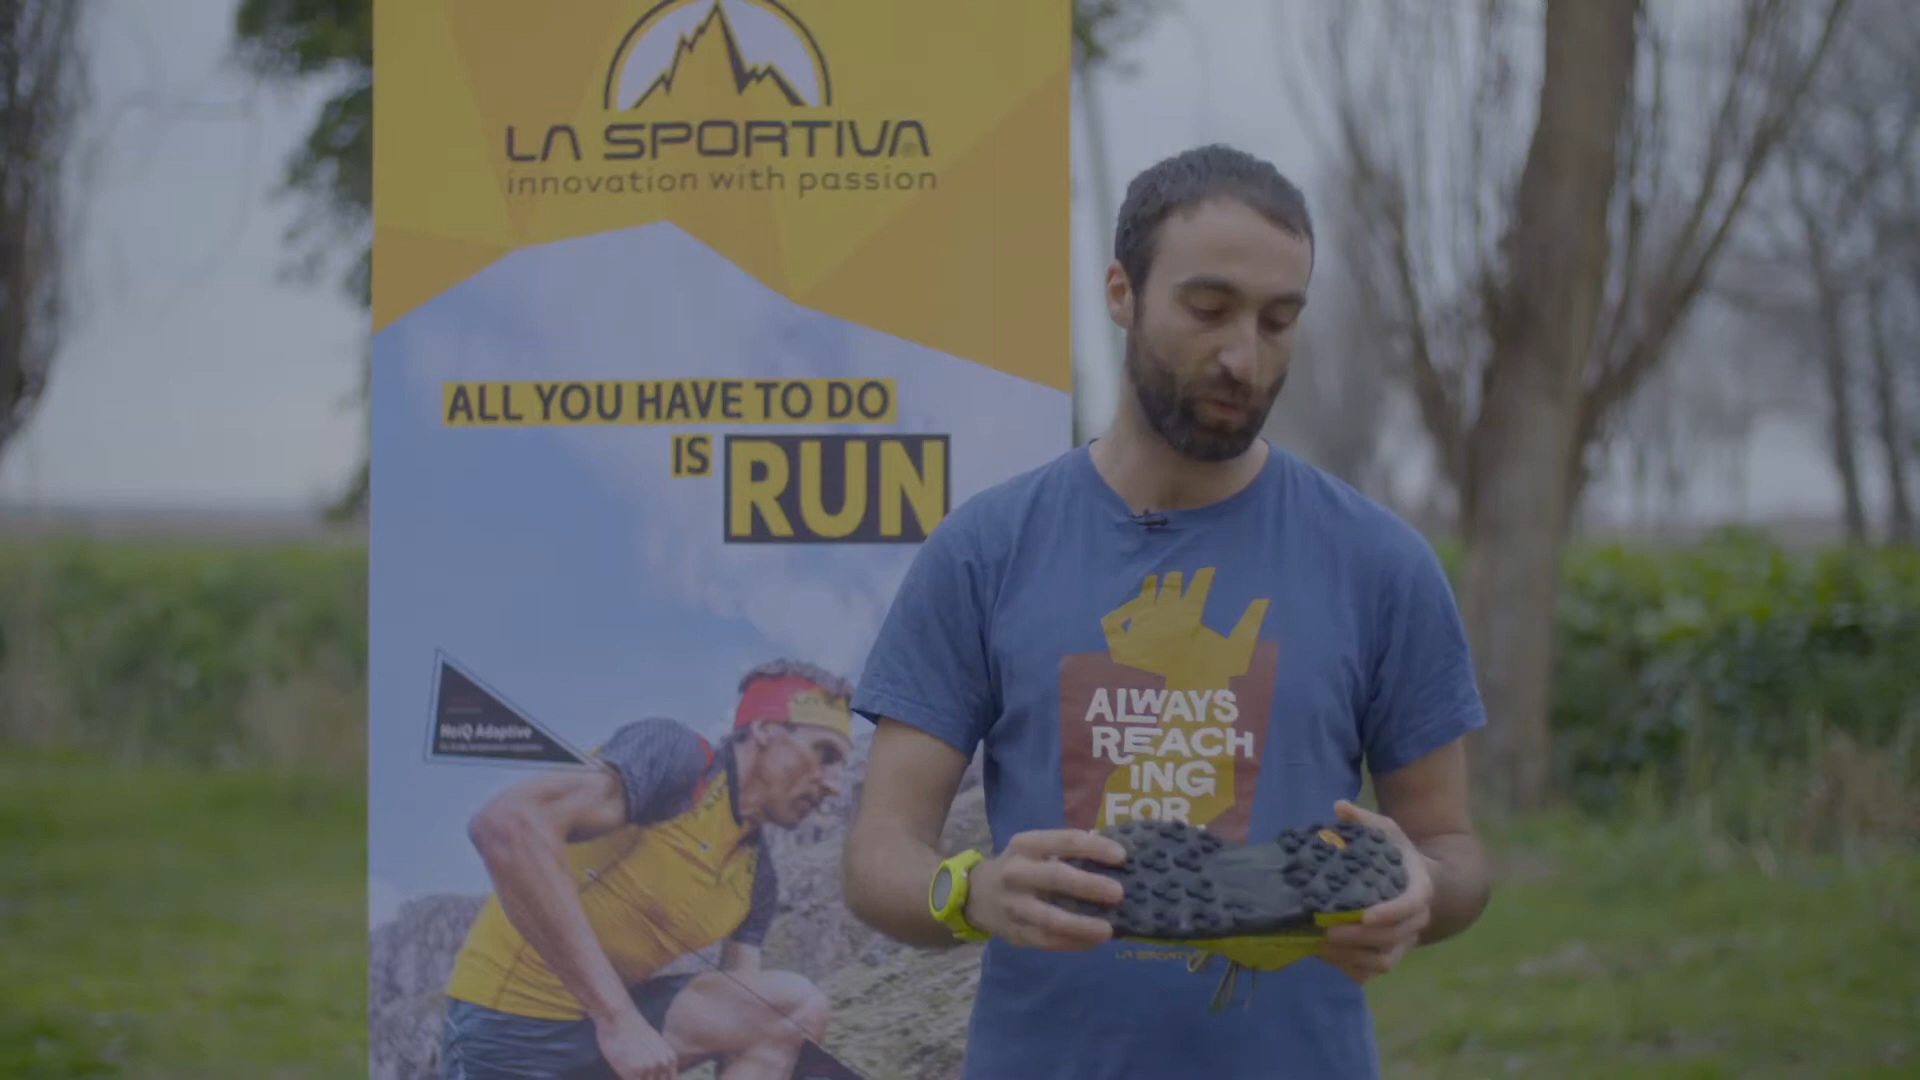 LA SPORTIVA
innovation with passion
ALL YOU HAVE TO DO
IS RUN
HeiQ Adaptive
ALWAYS
REACH
ING
FOR
LA SPORTIVA